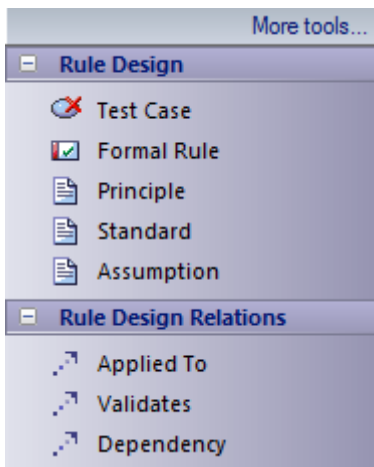 More tools...
Rule Design
Test Case
Formal Rule
Principle
Standard
Assumption
Rule Design Relations
Applied To
Validates
Dependency